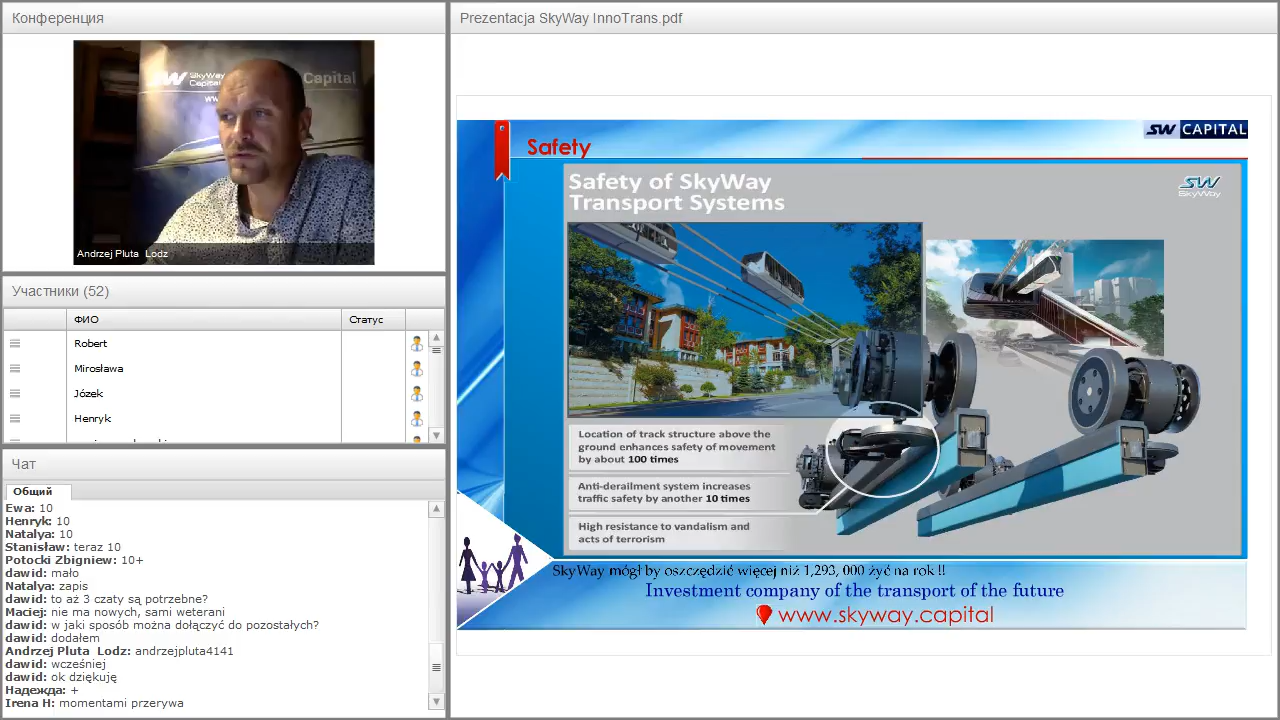 Конференция
SkyWay
Capital
Capital
Andrzej Pluta Lodz
Участники (52)
ФИО
Статус
Robert
Mirosława
Józek
Henryk
Чат
Общий
Ewa: 10
Henryk: 10
Natalya: 10
Stanisław: teraz 10
Potocki Zbigniew: 10+
dawid: mało
Natalya: zapis
dawid: to aż 3 czaty są potrzebne?
Maciej: nie ma nowych, sami weterani
dawid: w jaki sposób można dołączyć do pozostałych?
dawid: dodałem
Andrzej Pluta Lodz: andrzejpluta4141
dawid: wcześniej
dawid: ok dziękuję
Надежда: +
Irena H: momentami przerywa
Prezentacja SkyWay InnoTrans.pdf
Safety
SW CAPITAL
Safety of SkyWay
Transport Systems
SW
SkyWay
Location of track structure above the
ground enhances safety of movement
by about 100 times
Anti-derailment system increases
traffic safety by another 10 times
High resistance to vandalism and
acts of terrorism
SkyWay mógł by oszczędzić więcej niż 1,293, 000 żyć na rok !!
Investment company of the transport of the future
www.skyway.capital